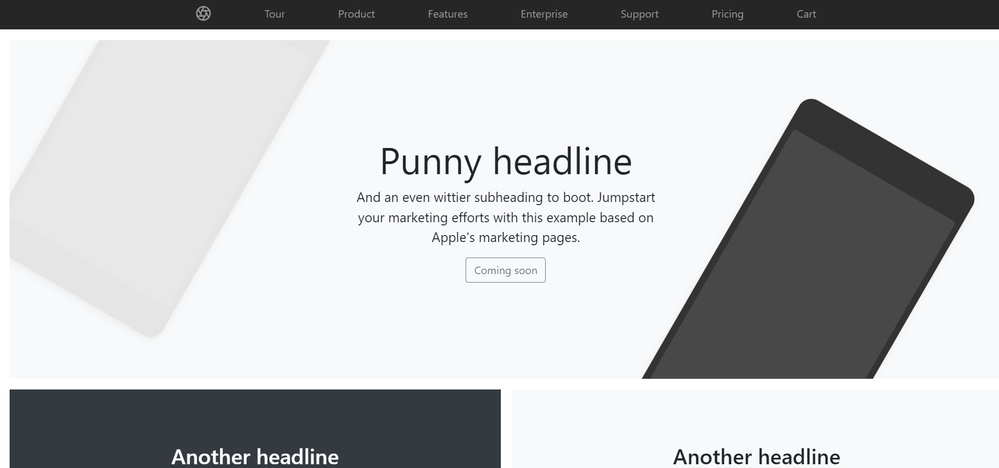 Tour Product Features Enterprise Support Pricing Cart
Punny headline
And an even wittier subheading to boot. Jumpstart
your marketing efforts with this example based on
Apple's marketing pages.
Coming soon
Another headline
Another headline